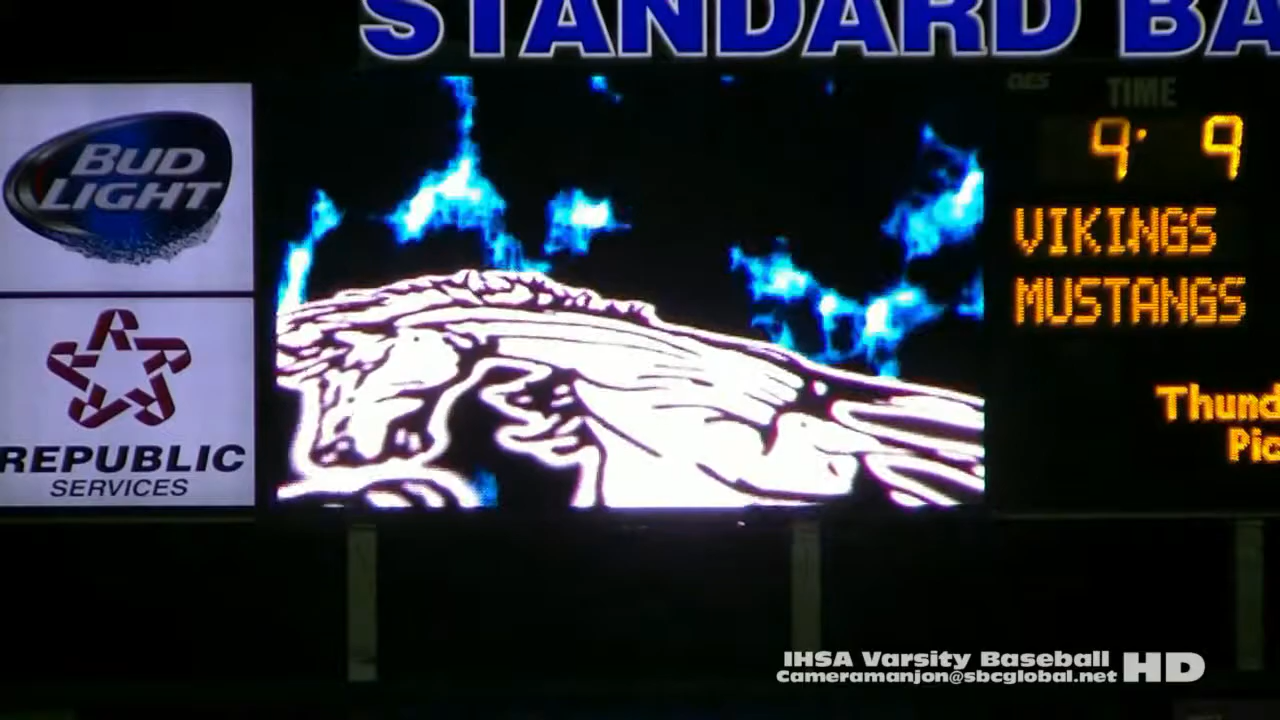 STANDARD BA
BUD
LIGHT
REPUBLIC
SERVICES
OES
TIME
9: 9
VIKINGS
MUSTANGS
Thund
Pic
IHSA Varsity Baseball HD
Cameramanjon@sbcglobal.net